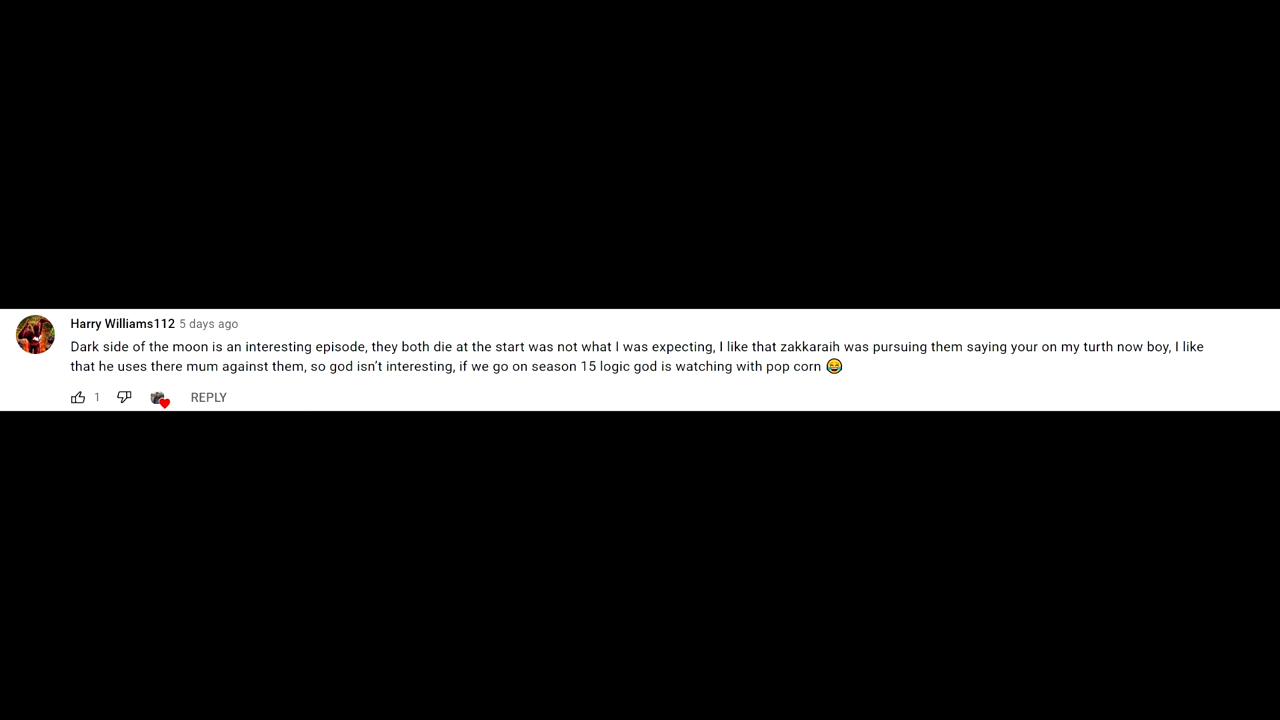 Harry Williams112 5 days ago
Dark side of the moon is an interesting episode, they both die at the start was not what I was expecting, I like that zakkaraih was pursuing them saying your on my turth now boy, I like
that he uses there mum against them, so god isn’t interesting, if we go on season 15 logic god is watching with pop corn 😂
1 REPLY